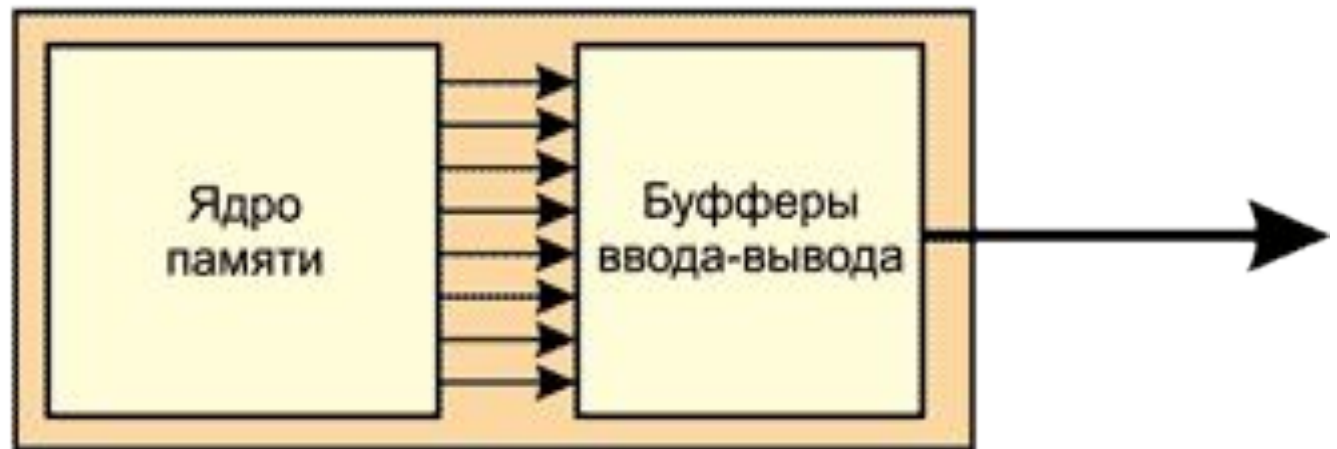 Ядро
памяти
Буфферы
ввода-вывода